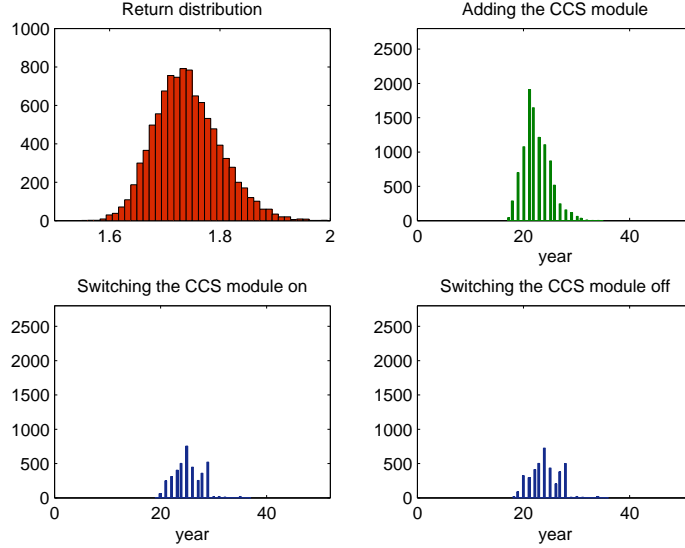 Return distribution
1000
800
600
400
200
0
1.6 1.8 2
Adding the CCS module
2500
2000
1500
1000
500
0
0 20 40
year
Switching the CCS module on
2500
2000
1500
1000
500
0
0 20 40
year
Switching the CCS module off
2500
2000
1500
1000
500
0
0 20 40
year